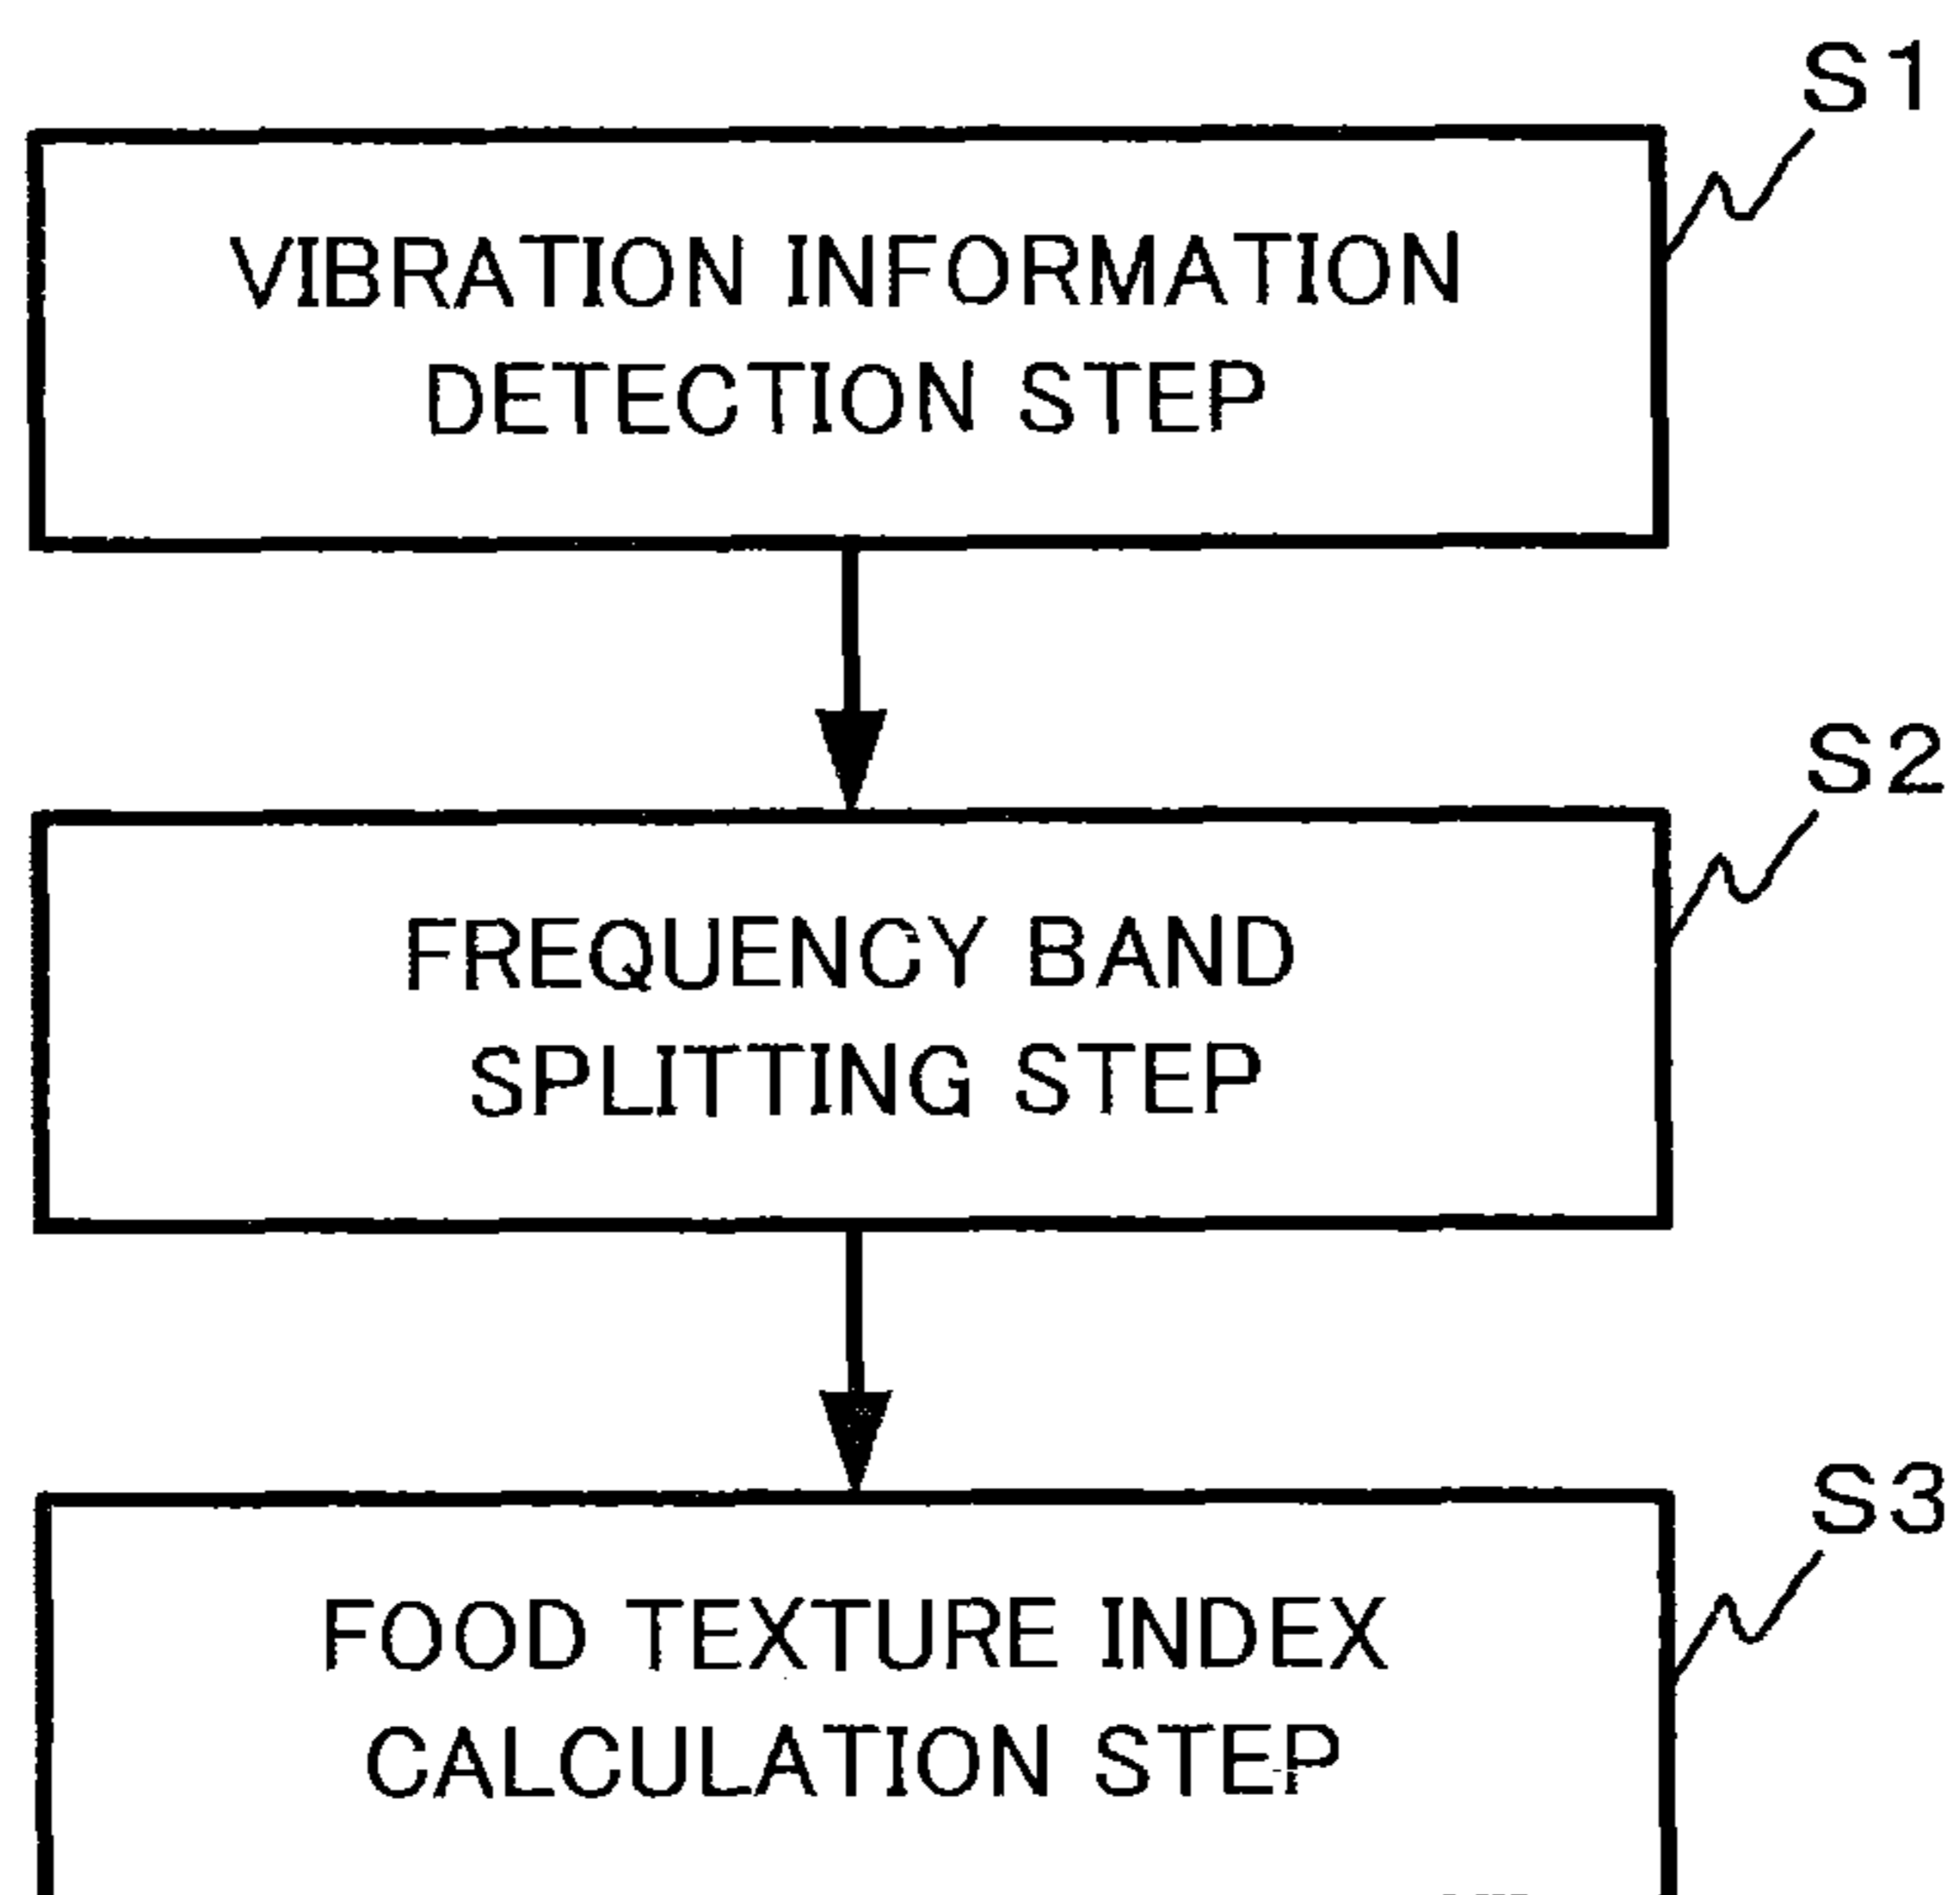 S1
VIBRATION INFORMATION
DETECTION STEP
S2
FREQUENCY BAND
SPLITTING STEP
S3
FOOD TEXTURE INDEX
CALCULATION STEP